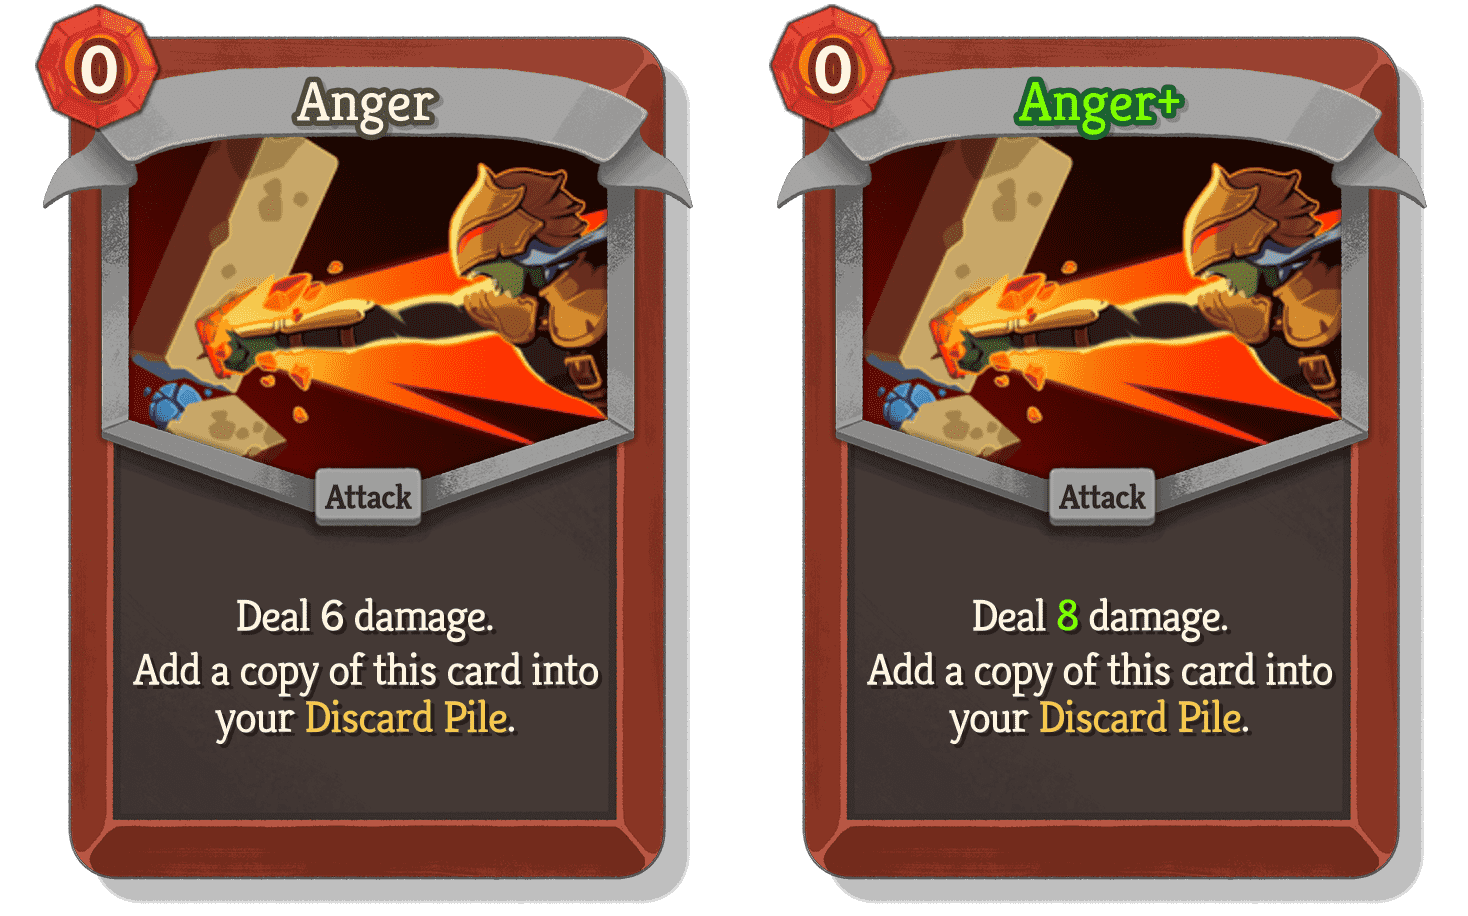 0
Anger
Attack
Deal 6 damage.
Add a copy of this card into
your Discard Pile.
0
Anger+
Attack
Deal 8 damage.
Add a copy of this card into
your Discard Pile.